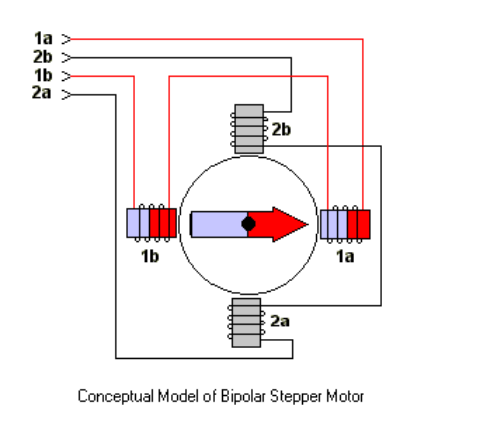 1a
2b
1b
2a
2b
1b
1a
2a
Conceptual Model of Bipolar Stepper Motor